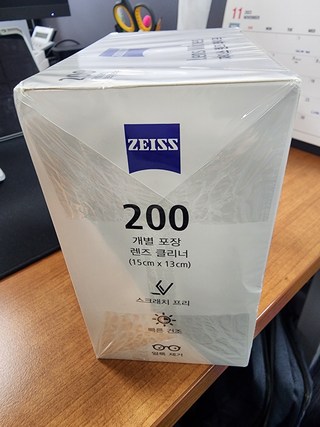 11
ZEISS
200
개별 포장
렌즈 클리너
(15cm x 13cm)
스크래치 프리
빠른 건조
얼룩 제거